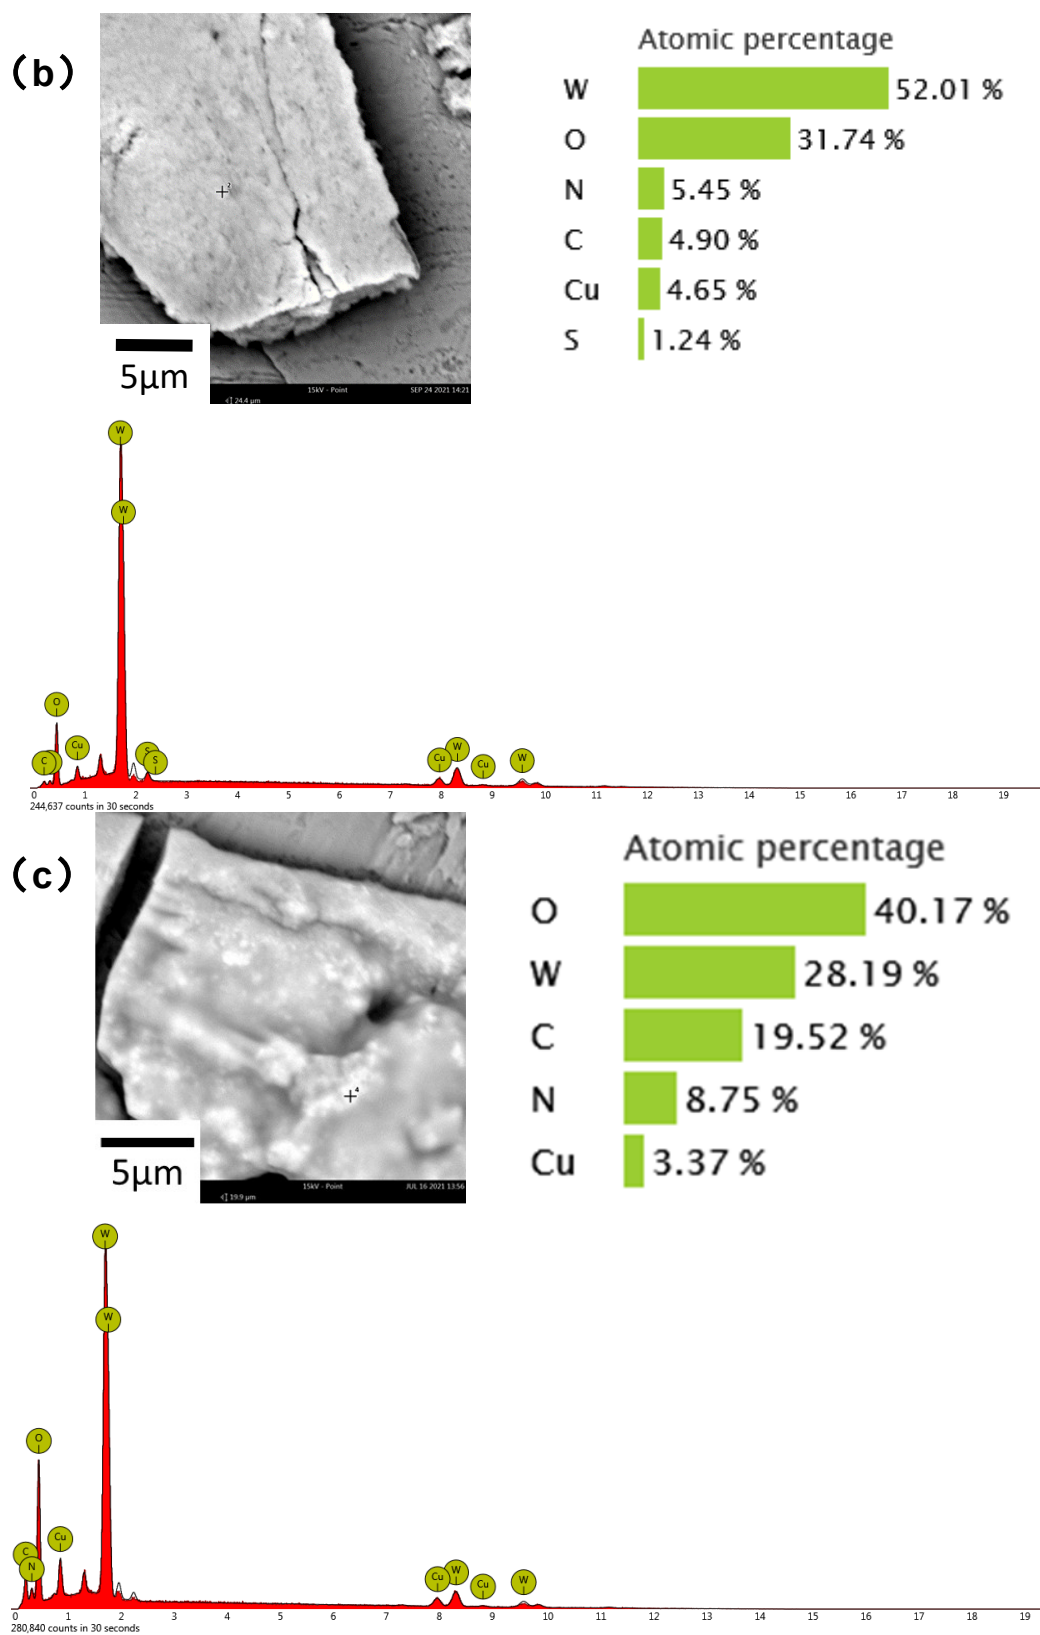 (b)
Atomic percentage
W 52.01 %
O 31.74 %
N 5.45 %
C 4.90 %
Cu 4.65 %
S 1.24 %
2
5μm
15kV - Point SEP 24 2021 14:21
24.4 μm
W
W
O
Cu
C
S
S
Cu
W
Cu
W
0 1 2 3 4 5 6 7 8 9 10 11 12 13 14 15 16 17 18 19
244,637 counts in 30 seconds
(c)
Atomic percentage
O 40.17 %
W 28.19 %
C 19.52 %
N 8.75 %
Cu 3.37 %
4
5μm
15kV - Point JUL 16 2021 13:56
19.9 μm
W
W
O
C
N
Cu
Cu
W
Cu
W
0 1 2 3 4 5 6 7 8 9 10 11 12 13 14 15 16 17 18 19
280,840 counts in 30 seconds